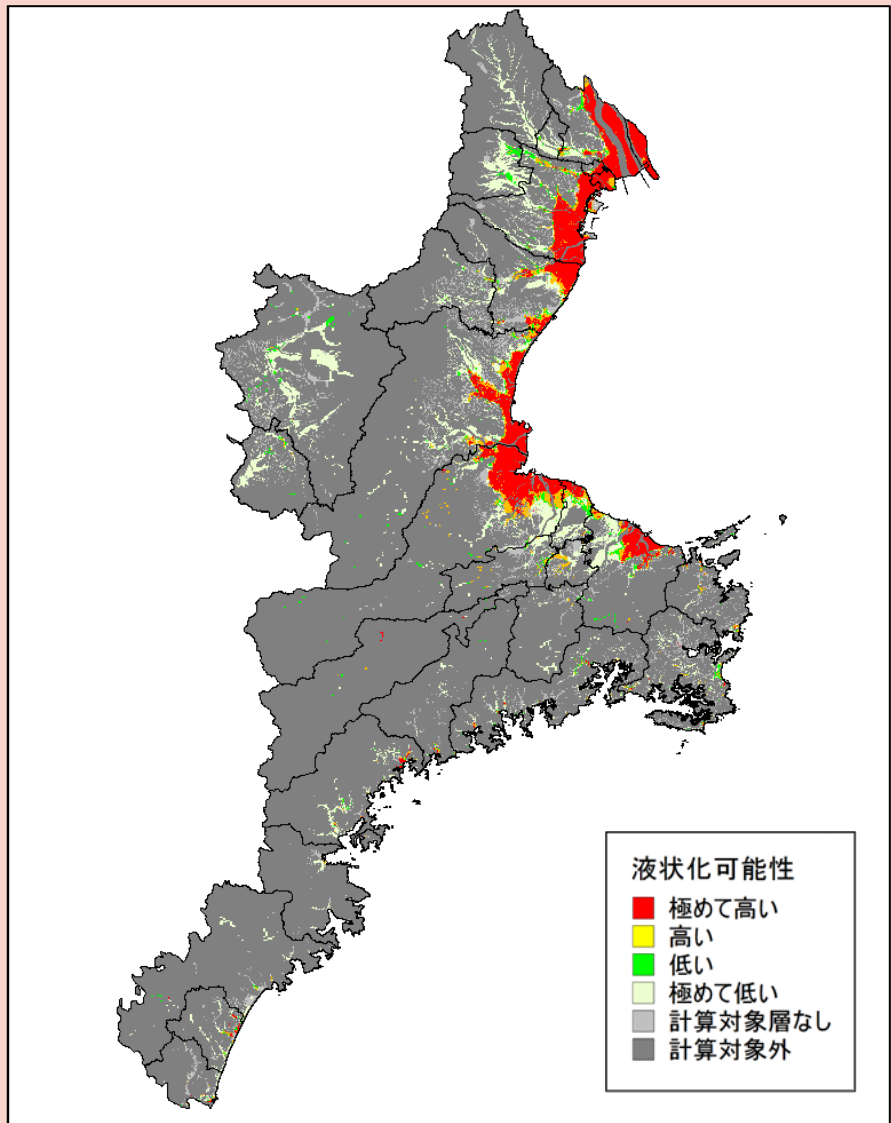 液状化可能性
極めて高い
高い
低い
極めて低い
計算対象層なし
計算対象外